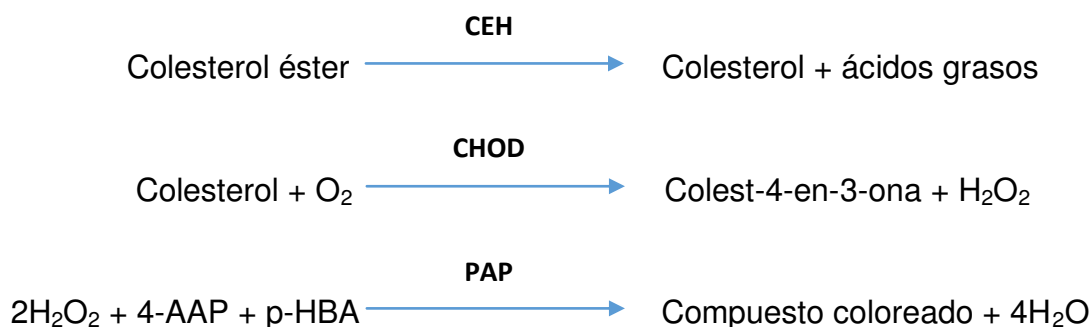 CEH
Colesterol éster Colesterol + ácidos grasos
CHOD
Colesterol + O₂ Colest-4-en-3-ona + H₂O₂
PAP
2H₂O₂ + 4-AAP + p-HBA Compuesto coloreado + 4H₂O